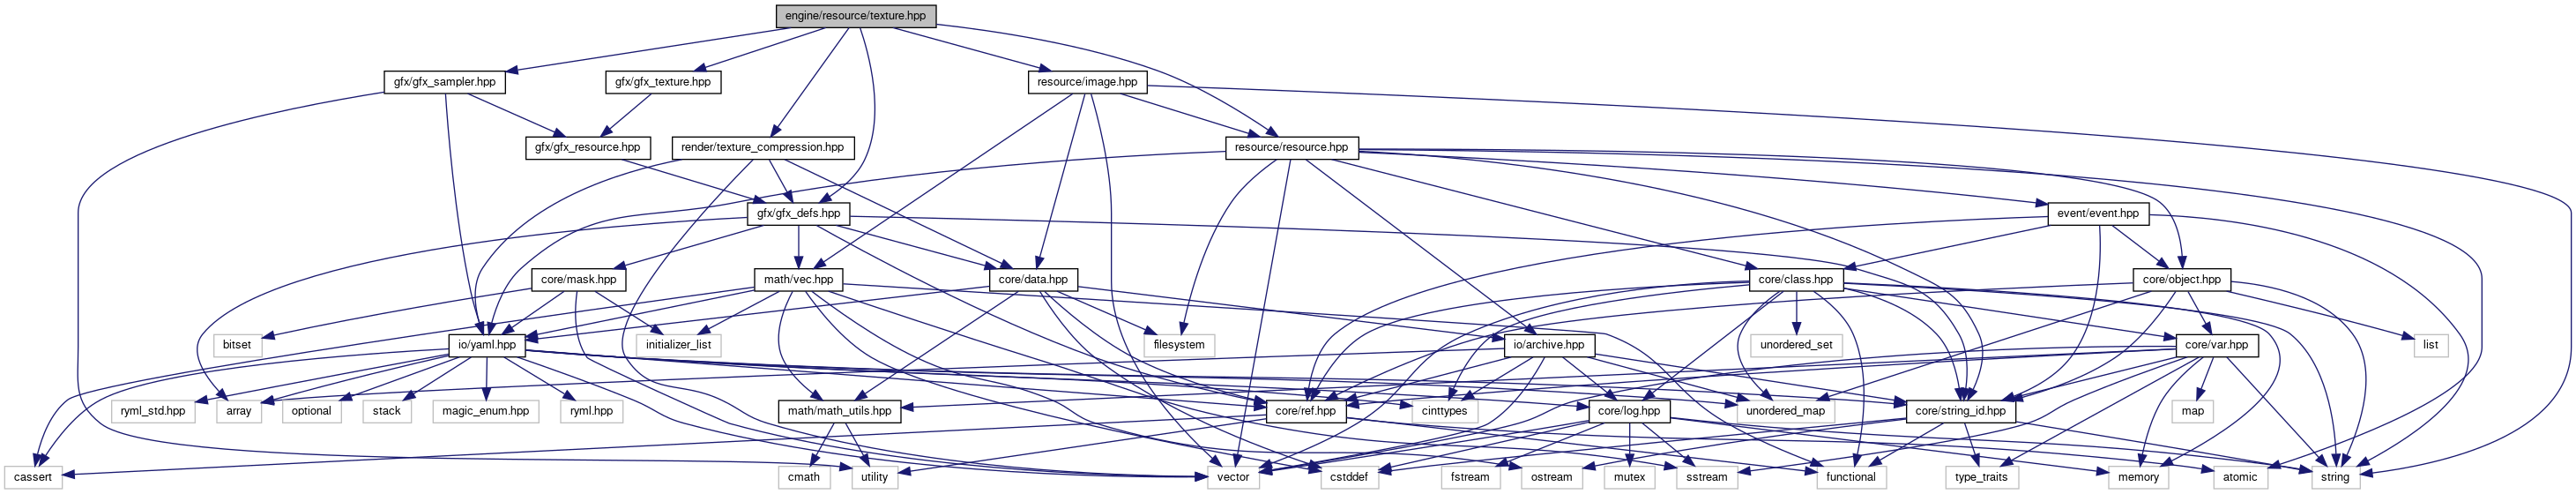 engine/resource/texture.hpp
gfx/gfx_sampler.hpp
gfx/gfx_texture.hpp
resource/image.hpp
gfx/gfx_resource.hpp
render/texture_compression.hpp
resource/resource.hpp
gfx/gfx_defs.hpp
event/event.hpp
core/mask.hpp
math/vec.hpp
core/data.hpp
core/class.hpp
core/object.hpp
bitset
io/yaml.hpp
initializer_list
filesystem
io/archive.hpp
unordered_set
core/var.hpp
list
ryml_std.hpp
array
optional
stack
magic_enum.hpp
ryml.hpp
math/math_utils.hpp
core/ref.hpp
cinttypes
core/log.hpp
unordered_map
core/string_id.hpp
map
cassert
cmath
utility
vector
cstddef
fstream
ostream
mutex
sstream
functional
type_traits
memory
atomic
string